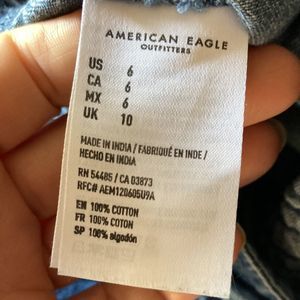 AMERICAN EAGLE
OUTFITTERS
US 6
CA 6
MX 6
UK 10
MADE IN INDIA / FABRIQUÉ EN INDE /
HECHO EN INDIA
RN 54485 / CA 03873
RFC# AEM120605U9A
EN 100% COTTON
FR 100% COTON
SP 100% algodón